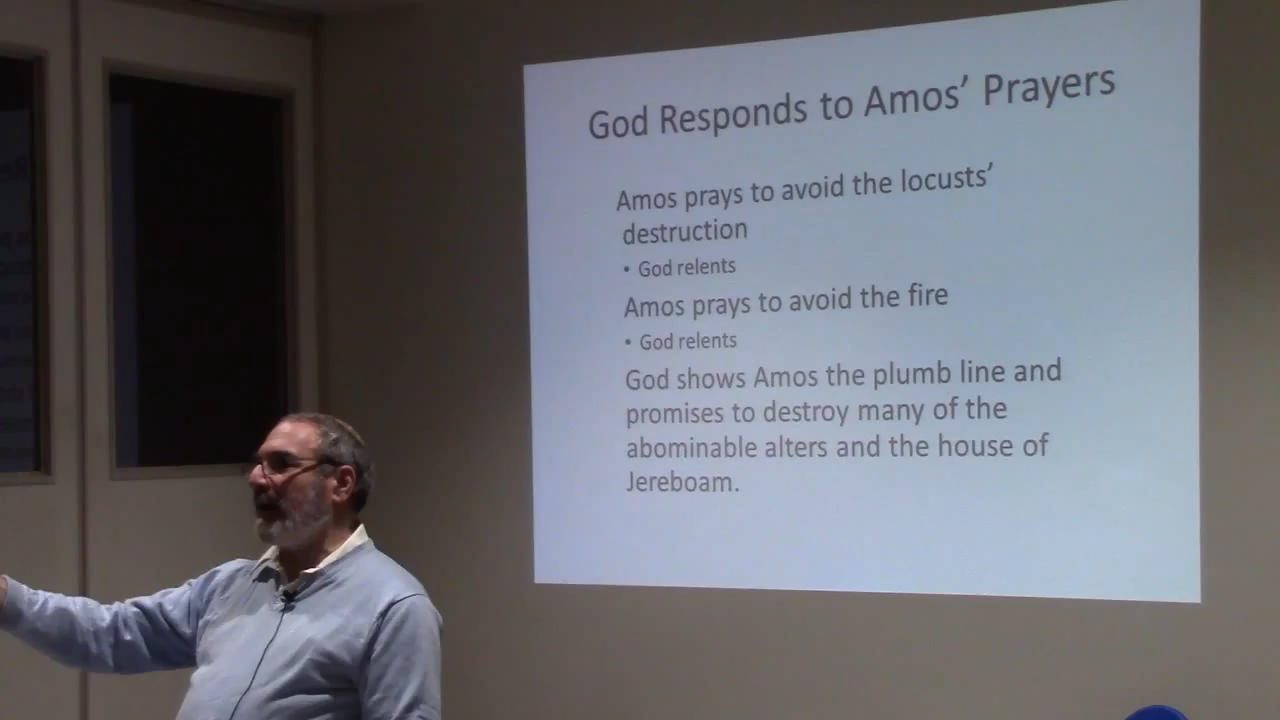 God Responds to Amos’ Prayers
Amos prays to avoid the locusts’
destruction
• God relents
Amos prays to avoid the fire
• God relents
God shows Amos the plumb line and
promises to destroy many of the
abominable alters and the house of
Jereboam.